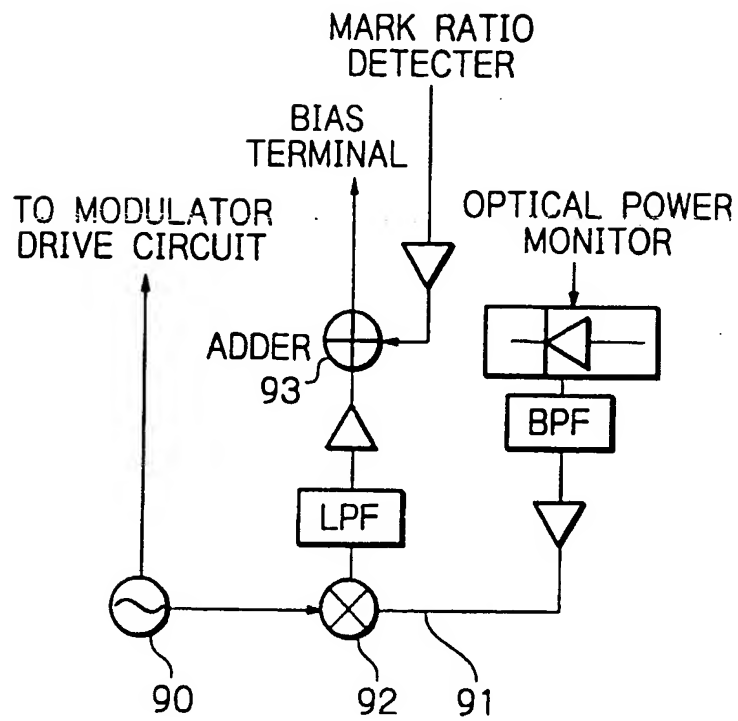 MARK RATIO
DETECTER
BIAS
TERMINAL
TO MODULATOR
DRIVE CIRCUIT
OPTICAL POWER
MONITOR
ADDER
93
BPF
LPF
90
92
91